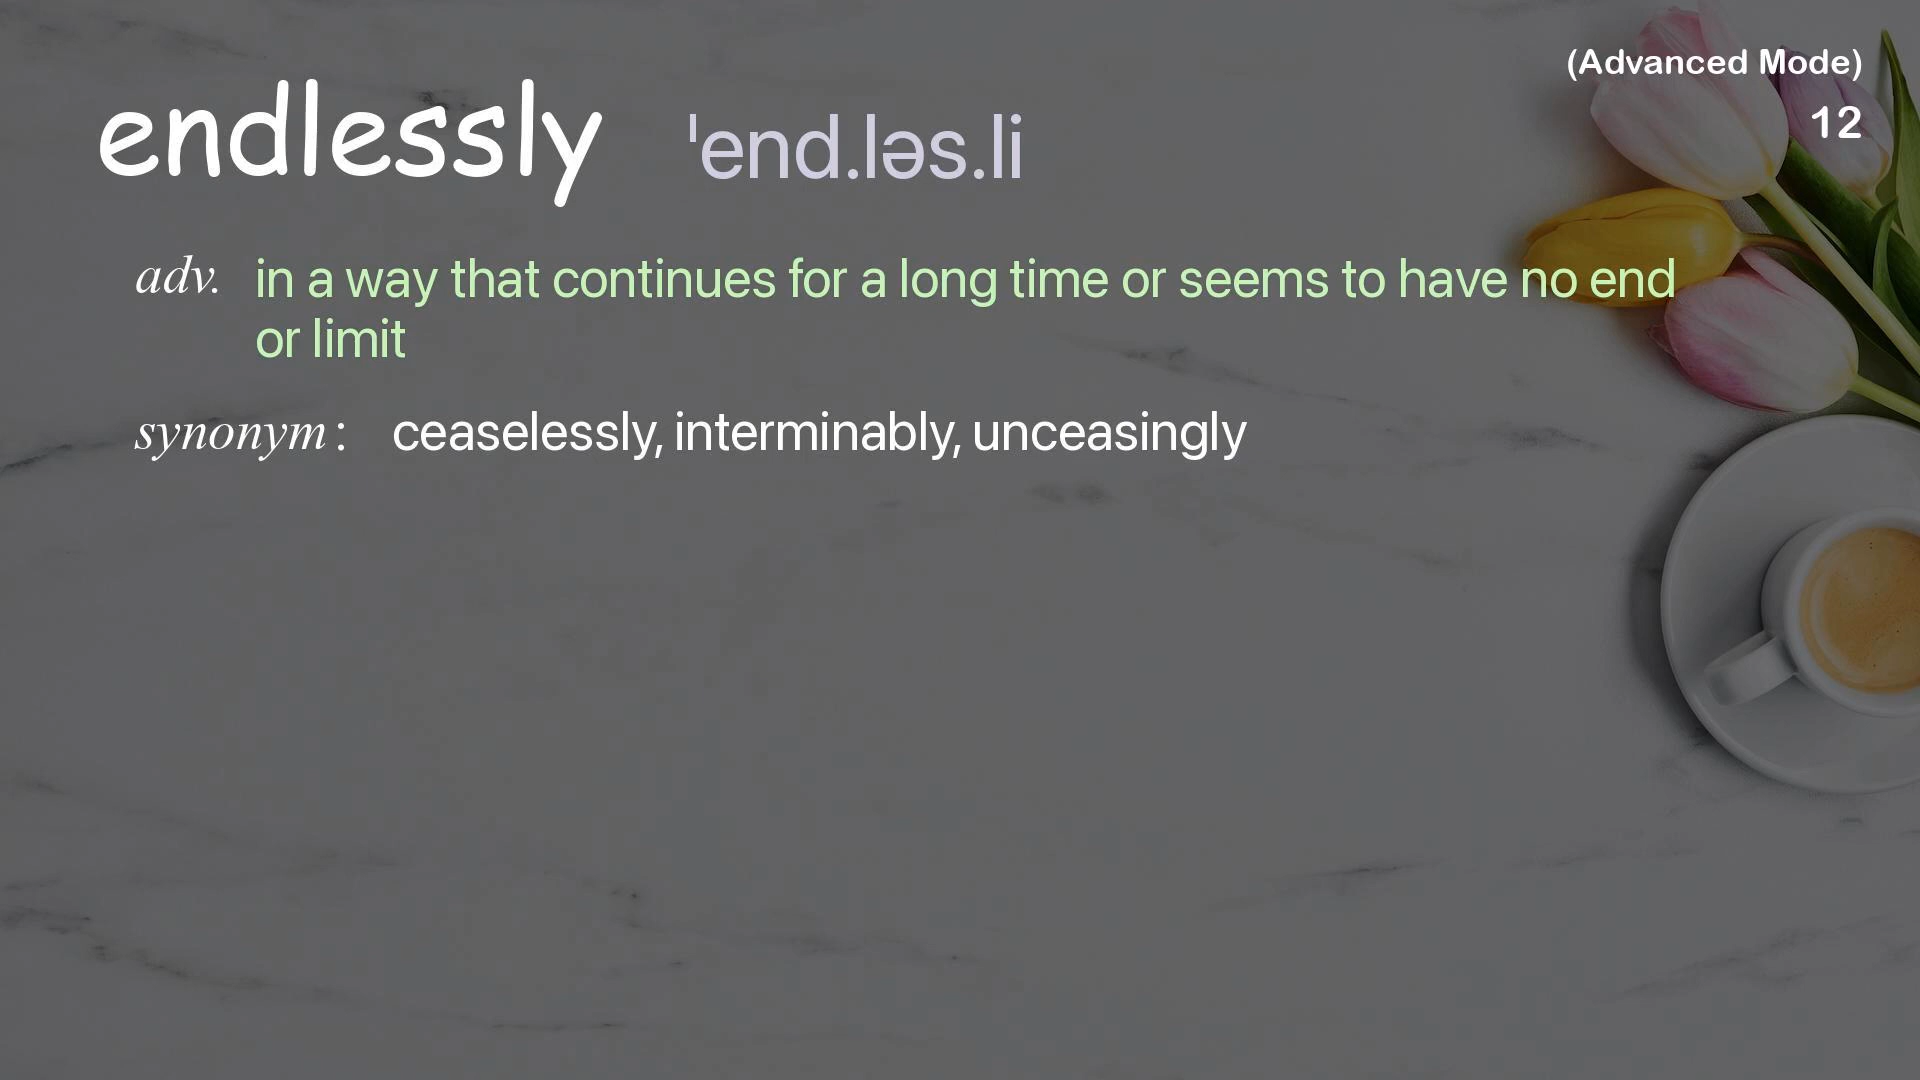 (Advanced Mode)
12
endlessly ˈend.ləs.li
adv. in a way that continues for a long time or seems to have no end
or limit
synonym: ceaselessly, interminably, unceasingly